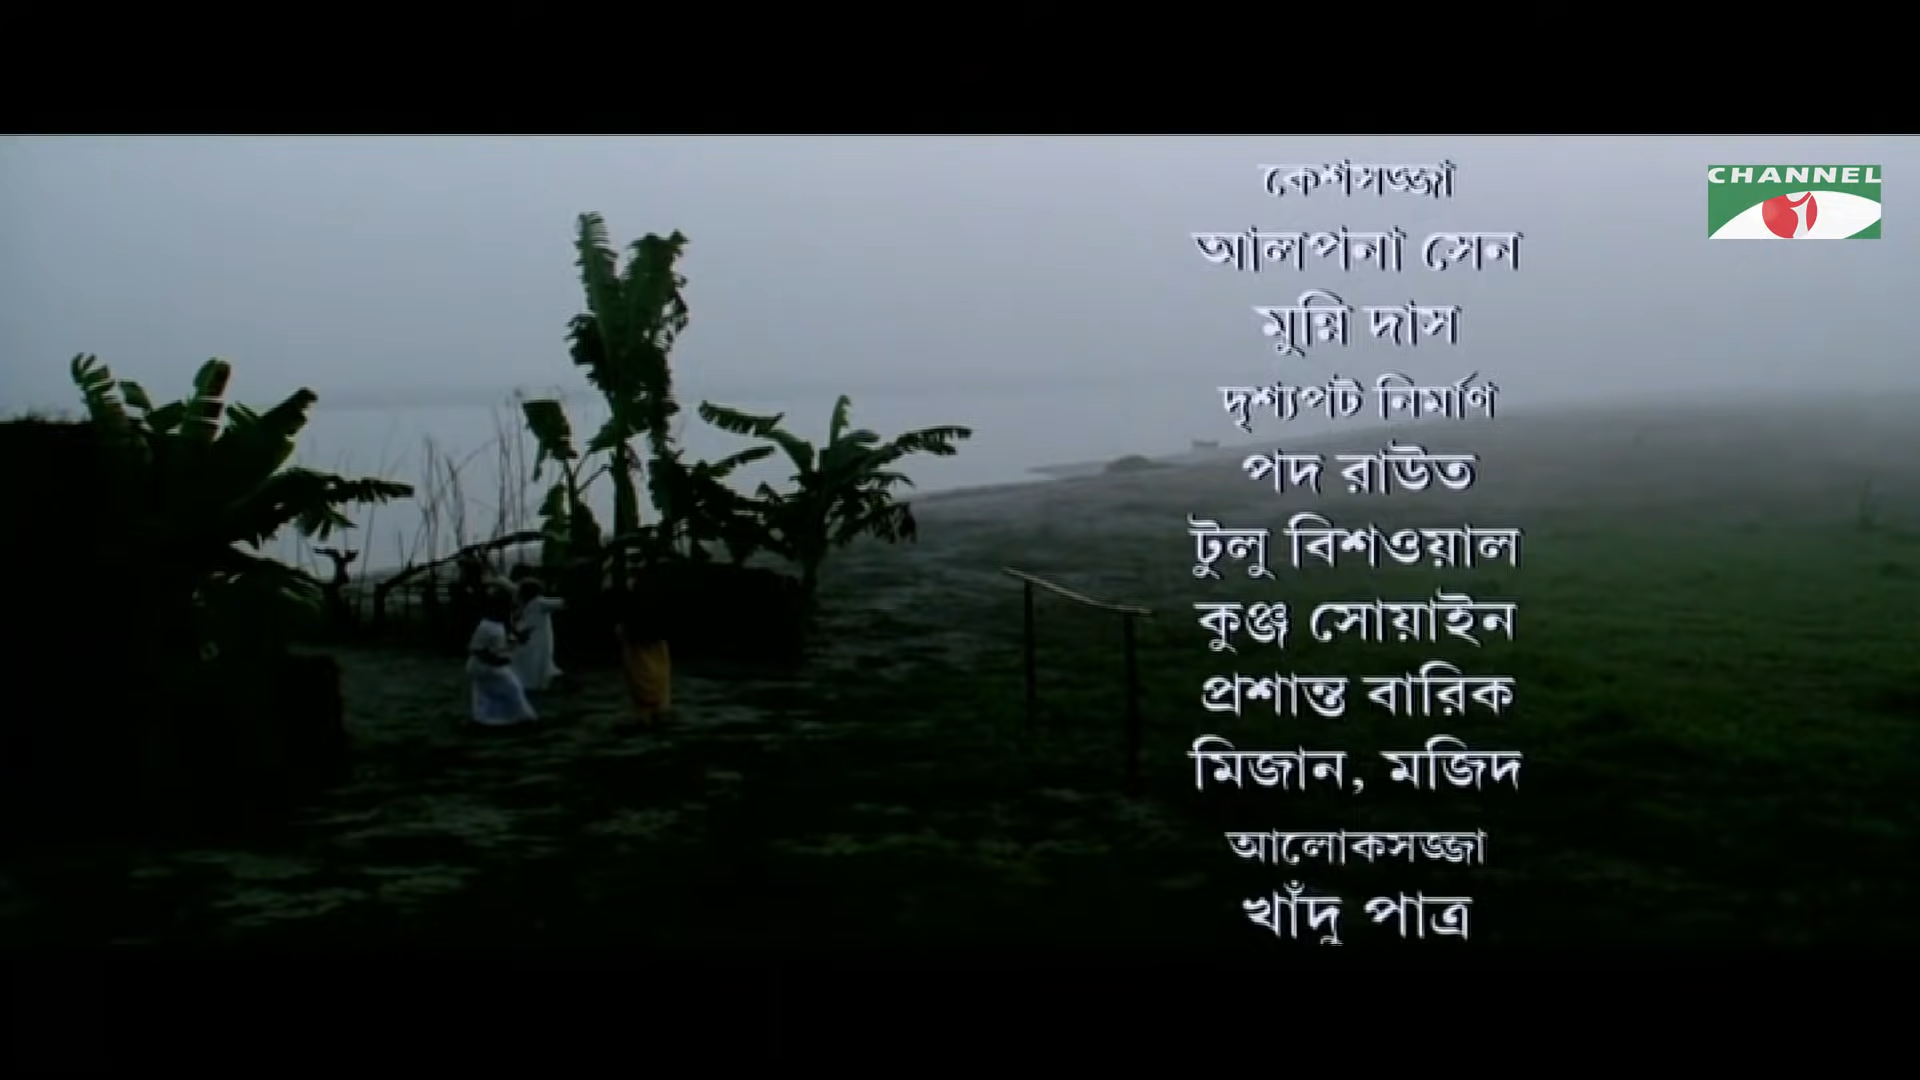 কেশসজ্জা
আলপনা সেন
মুন্নি দাস
দৃশ্যপট নির্মাণ
পদ রাউত
টুলু বিশওয়াল
কুঞ্জ সোয়াইন
প্রশান্ত বারিক
মিজান, মজিদ
আলোকসজ্জা
খাঁদু পাত্র
CHANNEL